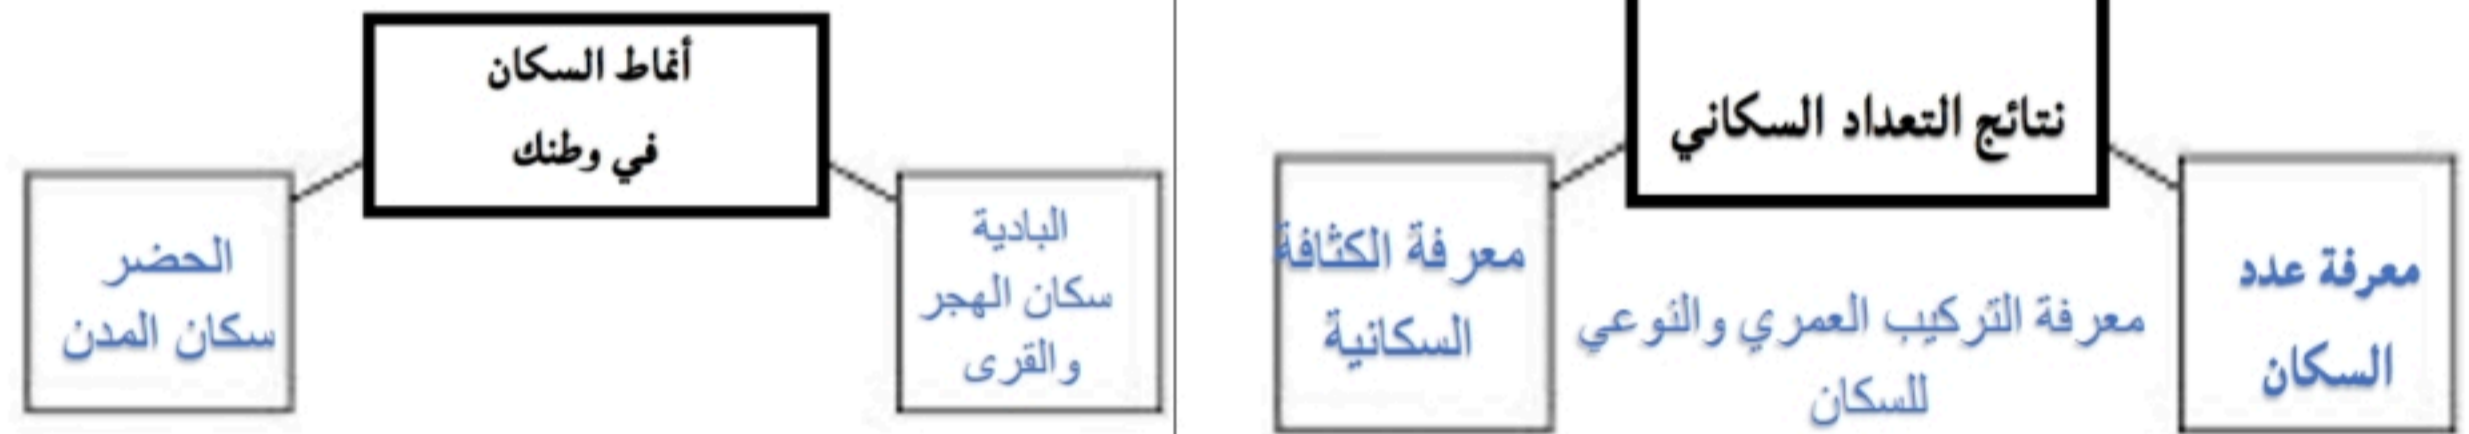 نتائج التعداد السكاني
معرفة عدد
السكان
معرفة التركيب العمري والنوعي
للسكان
معرفة الكثافة
السكانية
أنماط السكان
في وطنك
البادية
سكان الهجر
والقرى
الحضر
سكان المدن